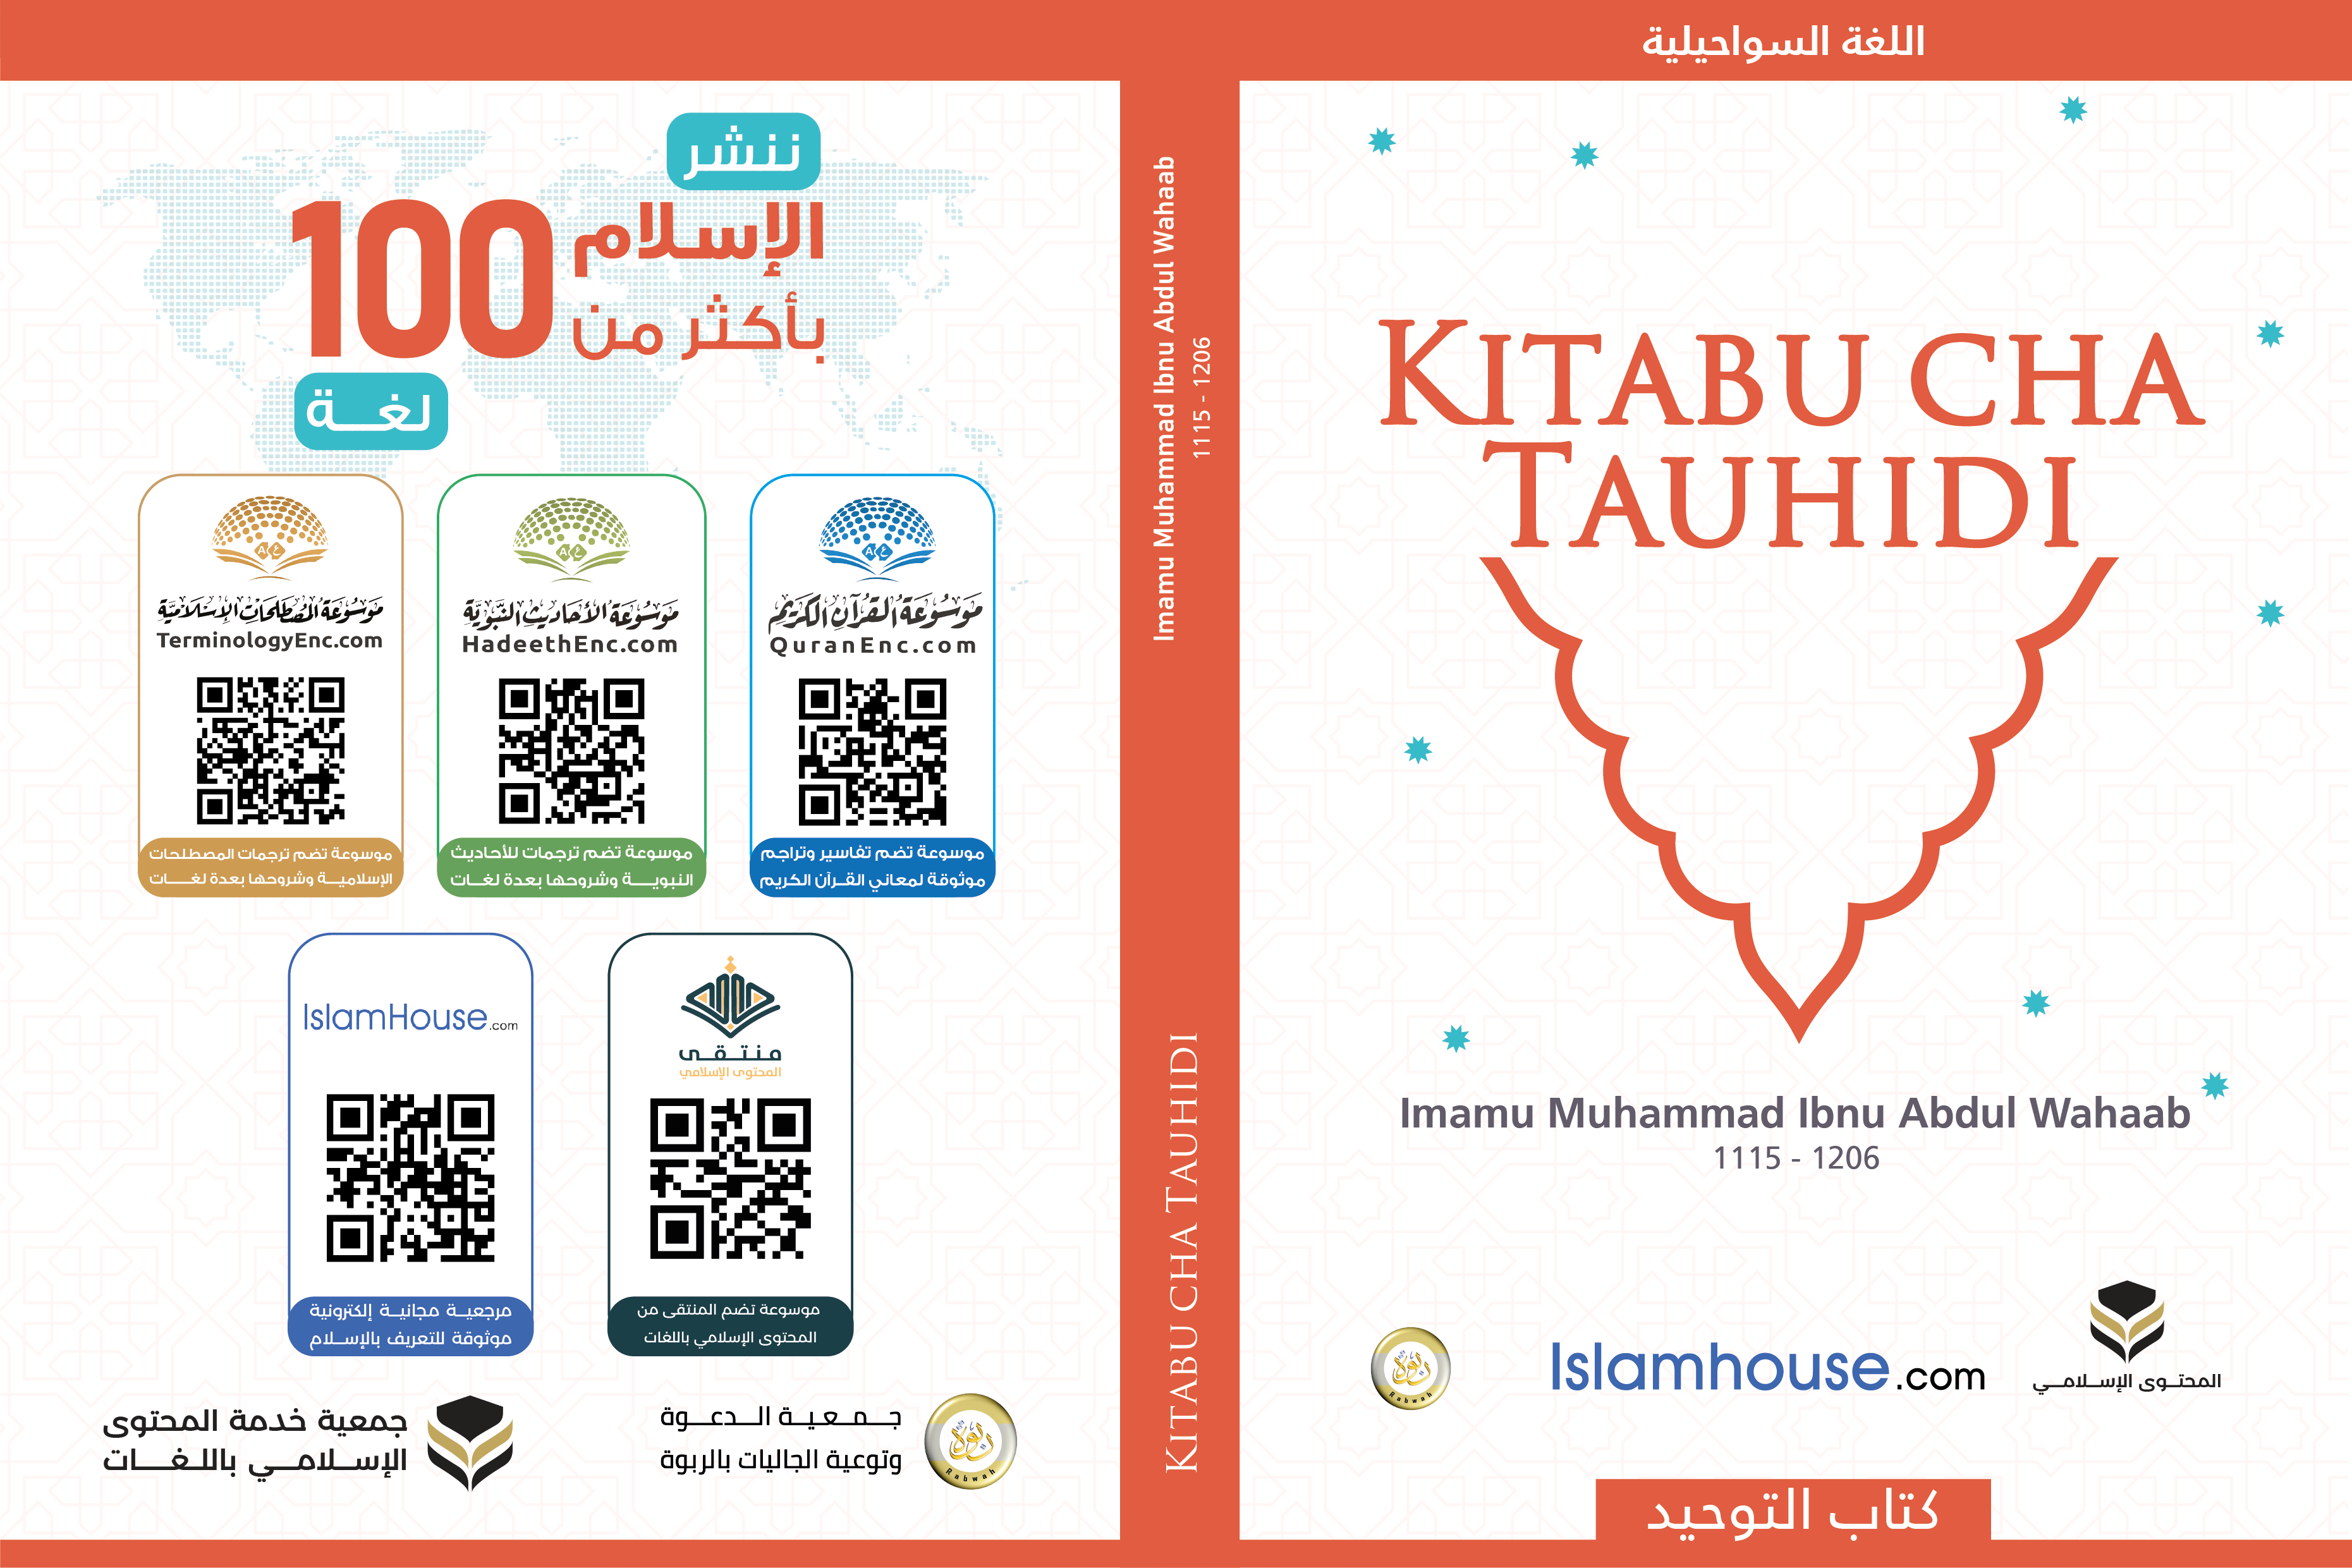 اللغة السواحيلية
KITABU CHA
TAUHIDI
Imamu Muhammad Ibnu Abdul Wahaab
1115 - 1206
Rabwah
Islamhouse.com
المحتوى الإسلامي
كتاب التوحيد
Imamu Muhammad Ibnu Abdul Wahaab
1115 - 1206
KITABU CHA TAUHIDI
ننشر
الإسلام
بأكثر من 100
لغة
موسوعة القرآن الكريم
QuranEnc.com
موسوعة تضم تفاسير وتراجم
موثوقة لمعاني القرآن الكريم
موسوعة الأحاديث النبوية
HadeethEnc.com
موسوعة تضم ترجمات للأحاديث
النبوية وشروحها بعدة لغات
موسوعة المصطلحات الإسلامية
TerminologyEnc.com
موسوعة تضم ترجمات المصطلحات
الإسلامية وشروحها بعدة لغات
منتقى
المحتوى الإسلامي
موسوعة تضم المنتقى من
المحتوى الإسلامي باللغات
IslamHouse.com
مرجعية مجانية إلكترونية
موثوقة للتعريف بالإسلام
Rabwah
جمعية الدعوة
وتوعية الجاليات بالربوة
جمعية خدمة المحتوى
الإسلامي باللغات